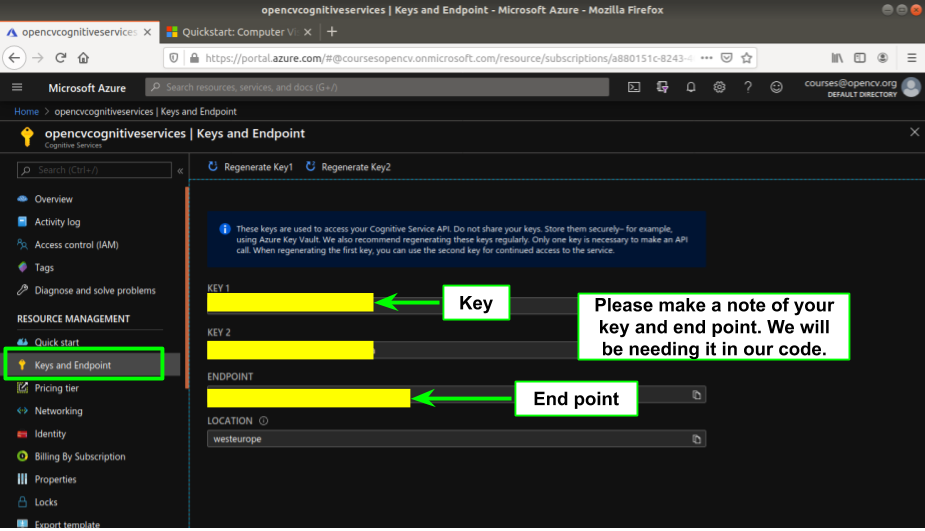 opencvcognitiveservices | Keys and Endpoint - Microsoft Azure - Mozilla Firefox
opencvcognitiveservices
Quickstart: Computer Vi
https://portal.azure.com/#@coursesopencv.onmicrosoft.com/resource/subscriptions/a880151c-8243-4
Microsoft Azure
Search resources, services, and docs (G+/)
courses@opencv.org
DEFAULT DIRECTORY
Home > opencvcognitiveservices | Keys and Endpoint
opencvcognitiveservices | Keys and Endpoint
Cognitive Services
Search (Ctrl+/)
«
Regenerate Key1
Regenerate Key2
Overview
Activity log
Access control (IAM)
Tags
Diagnose and solve problems
RESOURCE MANAGEMENT
Quick start
Keys and Endpoint
Pricing tier
Networking
Identity
Billing By Subscription
Properties
Locks
Export template
These keys are used to access your Cognitive Service API. Do not share your keys. Store them securely– for example,
using Azure Key Vault. We also recommend regenerating these keys regularly. Only one key is necessary to make an API
call. When regenerating the first key, you can use the second key for continued access to the service.
KEY 1
Key
KEY 2
Please make a note of your
key and end point. We will
be needing it in our code.
ENDPOINT
End point
LOCATION
westeurope